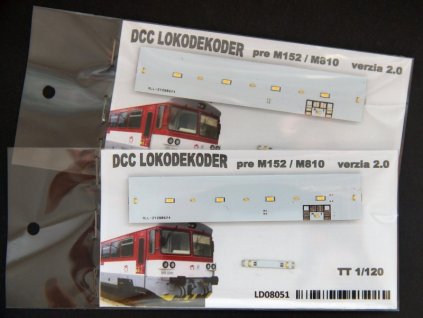 DCC LOKODEKODER pre M152 / M810 verzia 2.0
DCC LOKODEKODER pre M152 / M810 verzia 2.0
TT 1/120
LD08051